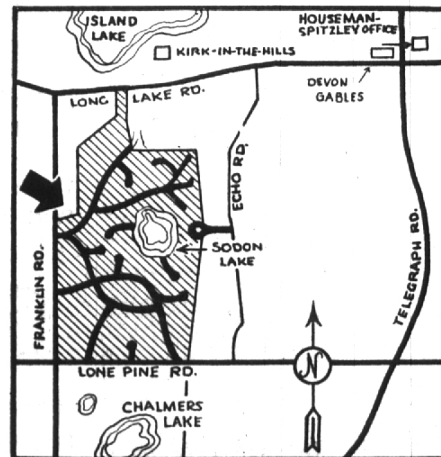 ISLAND
LAKE
HOUSEMAN-
SPITZLEY OFFICE
KIRK-IN-THE-HILLS
DEVON
GABLES
LONG LAKE RD.
ECHO RD.
FRANKLIN RD.
TELEGRAPH RD.
SODON
LAKE
LONE PINE RD.
N
CHALMERS
LAKE